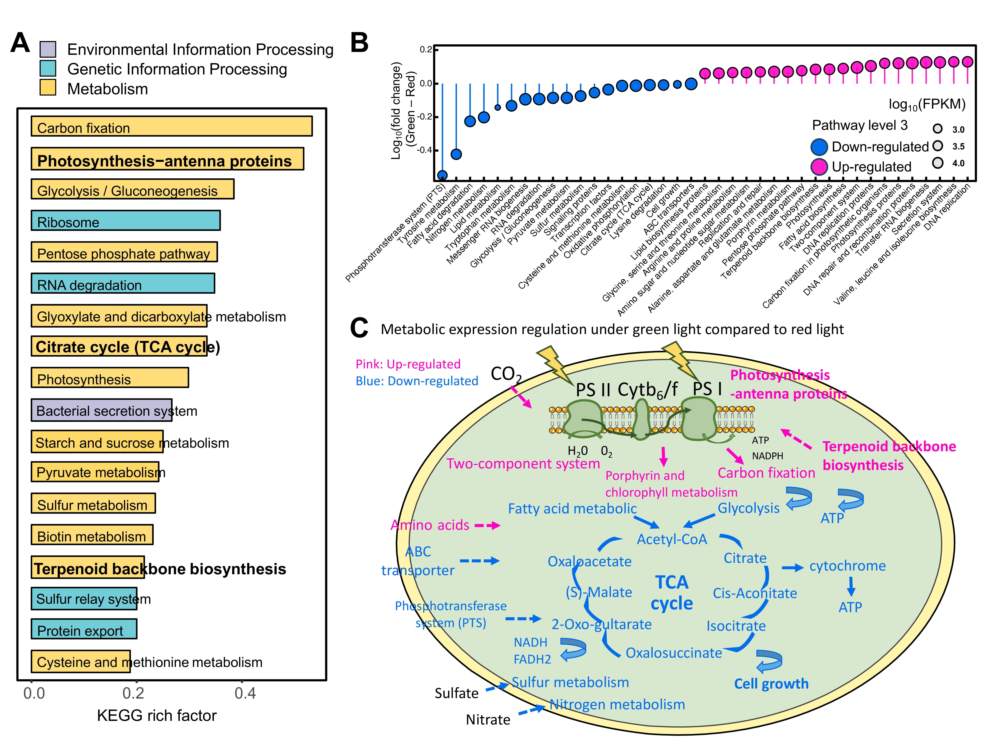 A
Environmental Information Processing
Genetic Information Processing
Metabolism
Carbon fixation
Photosynthesis−antenna proteins
Glycolysis / Gluconeogenesis
Ribosome
Pentose phosphate pathway
RNA degradation
Glyoxylate and dicarboxylate metabolism
Citrate cycle (TCA cycle)
Photosynthesis
Bacterial secretion system
Starch and sucrose metabolism
Pyruvate metabolism
Sulfur metabolism
Biotin metabolism
Terpenoid backbone biosynthesis
Sulfur relay system
Protein export
Cysteine and methionine metabolism
0.0 0.2 0.4
KEGG rich factor
B
Log10(fold change)
(Green – Red)
0.2
0.0
-0.2
-0.4
log10(FPKM)
Pathway level 3
3.0
Down-regulated
3.5
Up-regulated
4.0
Phosphotransferase system (PTS)
Tyrosine metabolism
Fatty acid degradation
Nitrogen metabolism
Lipid metabolism
Tryptophan metabolism
Messenger RNA biogenesis
RNA degradation
Glycolysis / Gluconeogenesis
Pyruvate metabolism
Sulfur metabolism
Signaling proteins
Transcription factors
Cysteine and methionine metabolism
Oxidative phosphorylation
Citrate cycle (TCA cycle)
Lysine degradation
Cell growth
ABC transporters
Lipid biosynthesis proteins
Glycine, serine and threonine metabolism
Arginine and proline metabolism
Amino sugar and nucleotide sugar metabolism
Replication and repair
Alanine, aspartate and glutamate metabolism
Porphyrin metabolism
Pentose phosphate pathway
Terpenoid backbone biosynthesis
Photosynthesis
Fatty acid biosynthesis
Two-component system
DNA replication proteins
Carbon fixation in photosynthetic organisms
Photosynthesis proteins
DNA repair and recombination proteins
Transfer RNA biogenesis
Secretion system
Valine, leucine and isoleucine biosynthesis
DNA replication
C
Metabolic expression regulation under green light compared to red light
Pink: Up-regulated
Blue: Down-regulated
CO2
PS II Cytb6/f PS I
Photosynthesis
-antenna proteins
H20 O2
ATP
NADPH
Two-component system
Porphyrin and
chlorophyll metabolism
Carbon fixation
Terpenoid backbone
biosynthesis
Fatty acid metabolic
Glycolysis
ATP
Amino acids
Acetyl-CoA
ABC
transporter
Oxaloacetate
Citrate
cytochrome
TCA
cycle
(S)-Malate
Cis-Aconitate
ATP
Phosphotransferase
system (PTS)
2-Oxo-gultarate
Isocitrate
NADH
FADH2
Oxalosuccinate
Cell growth
Sulfate
Sulfur metabolism
Nitrate
Nitrogen metabolism